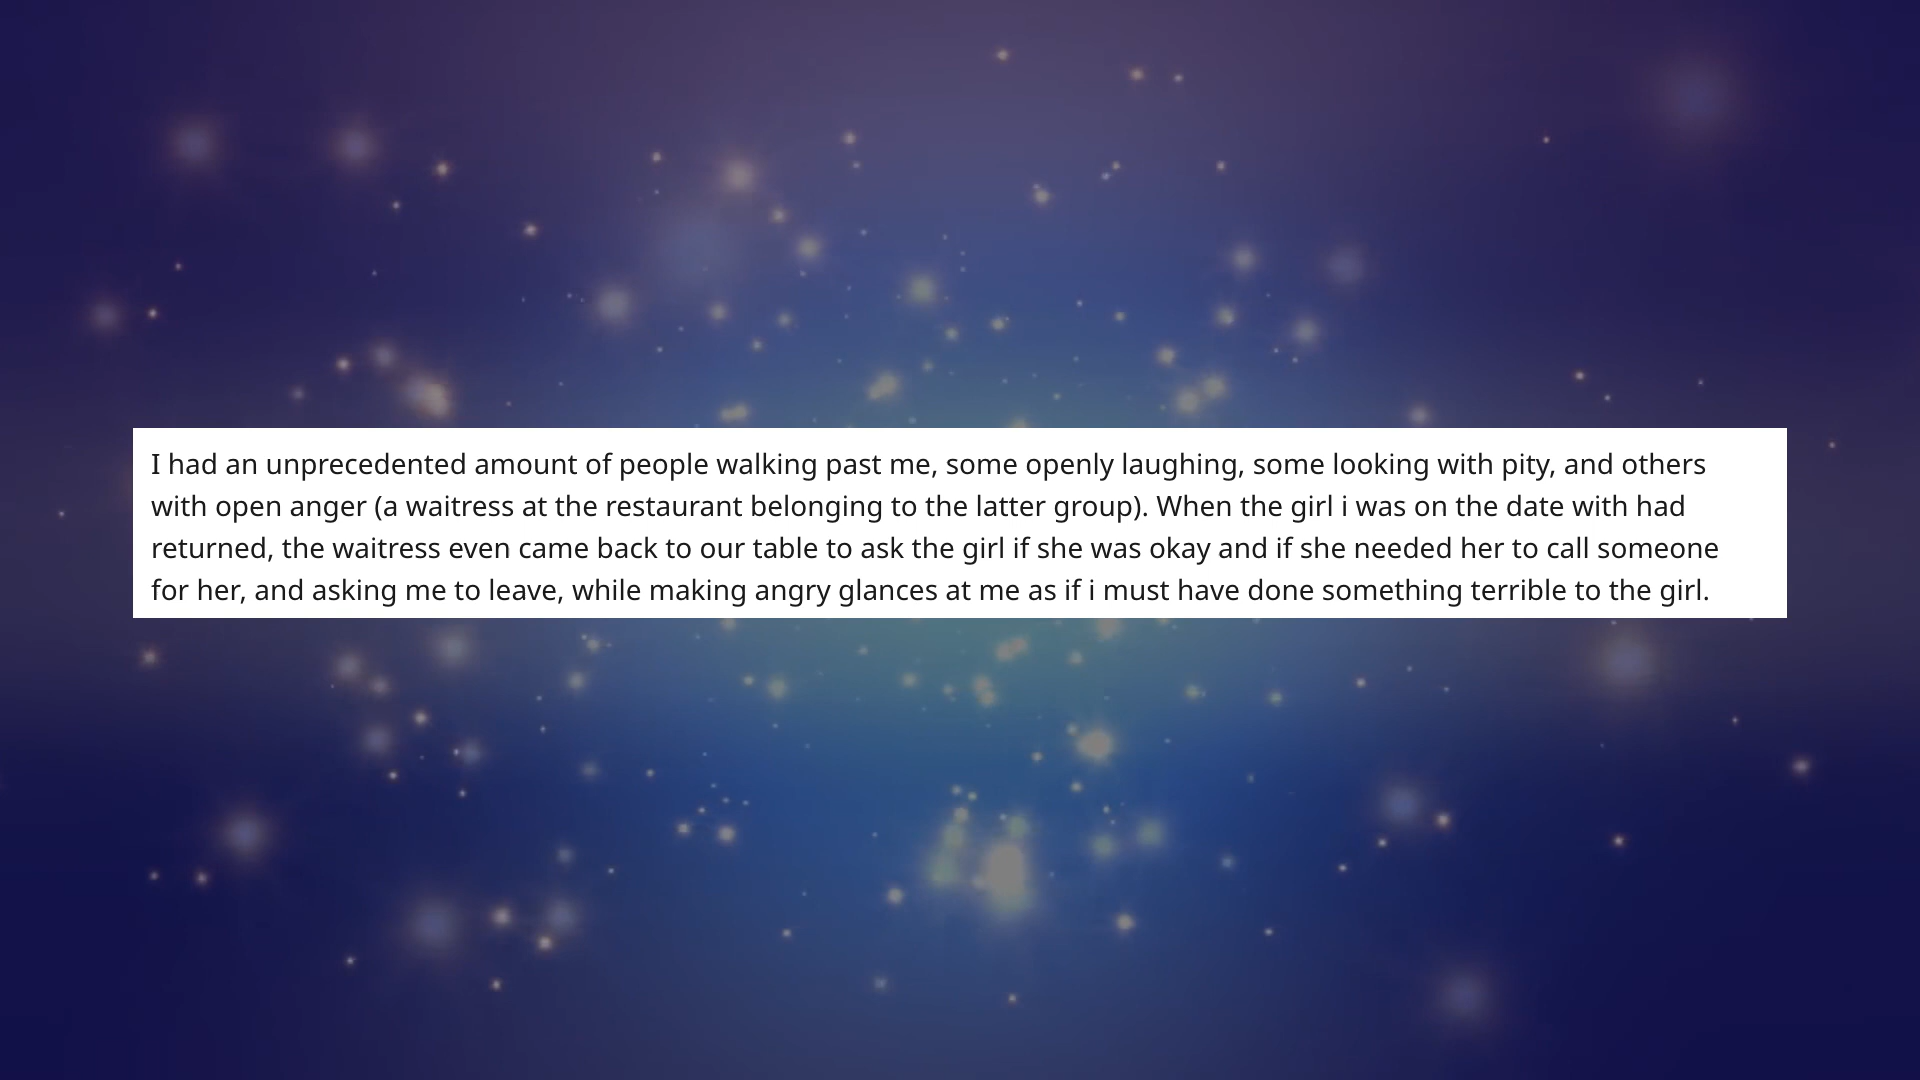 I had an unprecedented amount of people walking past me, some openly laughing, some looking with pity, and others
with open anger (a waitress at the restaurant belonging to the latter group). When the girl i was on the date with had
returned, the waitress even came back to our table to ask the girl if she was okay and if she needed her to call someone
for her, and asking me to leave, while making angry glances at me as if i must have done something terrible to the girl.